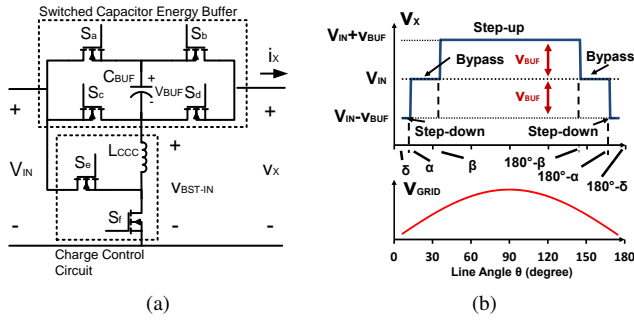 Switched Capacitor Energy Buffer
Sa
Sb
iX
CBUF
+
VBUF
-
+
+
Sc
Sd
LCCC
+
VIN
Se
vBST-IN
vX
Sf
-
-
-
Charge Control
Circuit
(a)
VX
Step-up
VIN+vBUF
Bypass
vBUF
Bypass
VIN
vBUF
VIN-vBUF
Step-down
Step-down
δ
α
β
180°-β
180°-α
180°-δ
VGRID
0
30
60
90
120
150
180
Line Angle θ (degree)
(b)